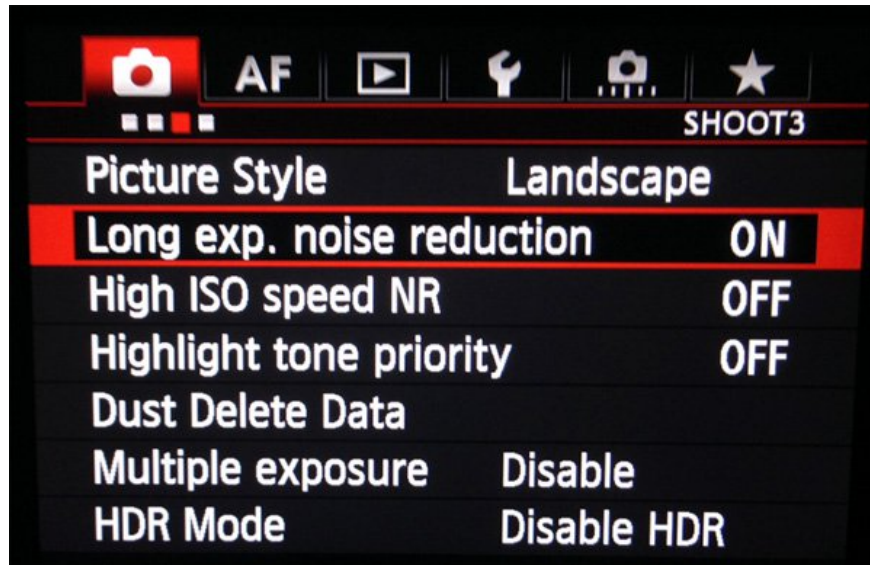 AF
SHOOT3
Picture Style Landscape
Long exp. noise reduction ON
High ISO speed NR OFF
Highlight tone priority OFF
Dust Delete Data
Multiple exposure Disable
HDR Mode Disable HDR